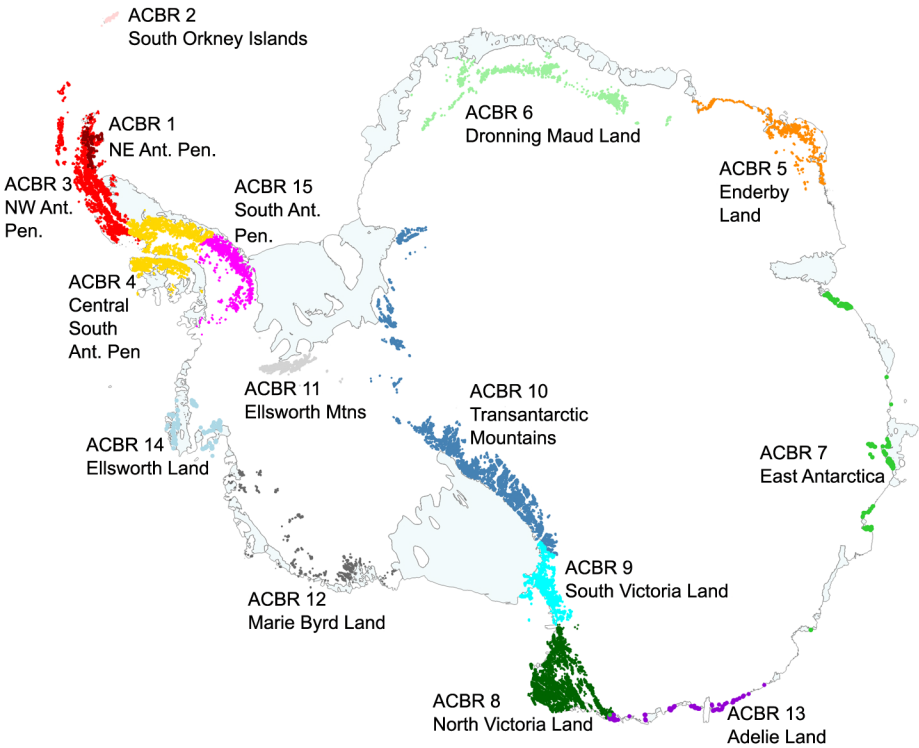 ACBR 2
South Orkney Islands
ACBR 1
NE Ant. Pen.
ACBR 3
NW Ant.
Pen.
ACBR 15
South Ant.
Pen.
ACBR 6
Dronning Maud Land
ACBR 5
Enderby
Land
ACBR 4
Central
South
Ant. Pen
ACBR 11
Ellsworth Mtns
ACBR 10
Transantarctic
Mountains
ACBR 14
Ellsworth Land
ACBR 7
East Antarctica
ACBR 9
South Victoria Land
ACBR 12
Marie Byrd Land
ACBR 8
North Victoria Land
ACBR 13
Adelie Land